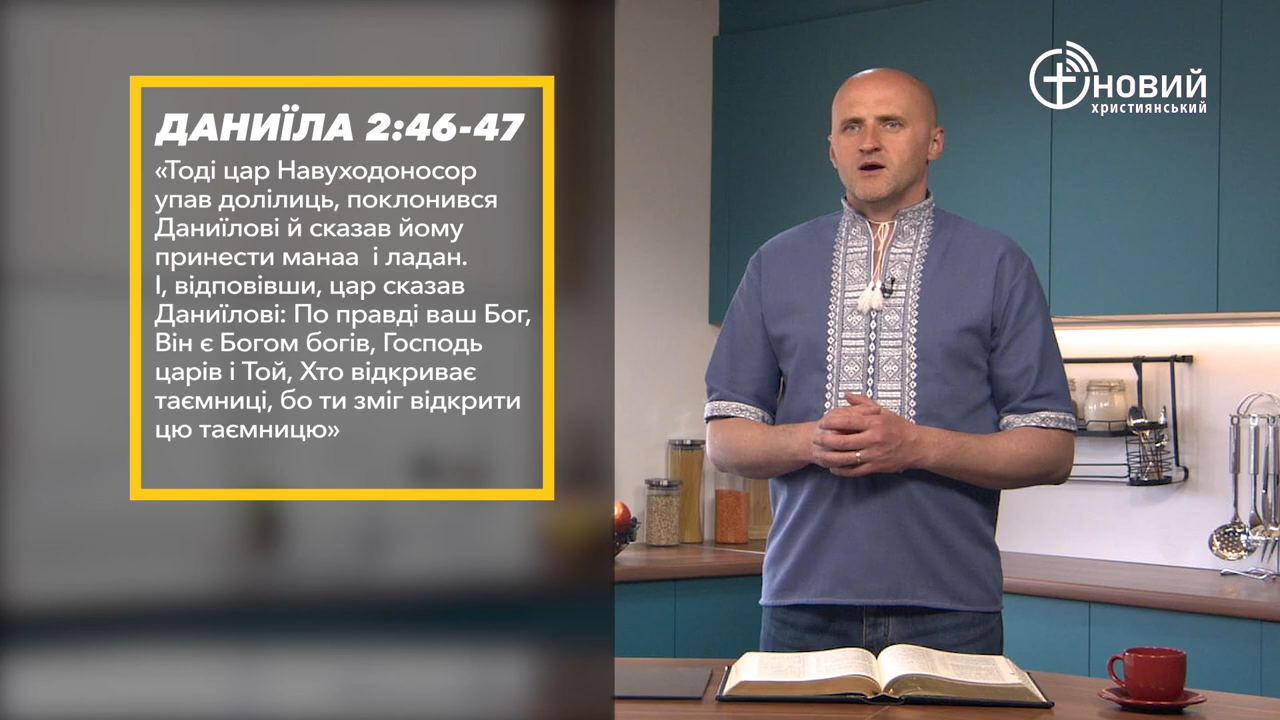 ДАНИЇЛА 2:46-47
«Тоді цар Навуходоносор
упав долілиць, поклонився
Даниїлові й сказав йому
принести манаа  і ладан.
І, відповівши, цар сказав
Даниїлові: По правді ваш Бог,
Він є Богом богів, Господь
царів і Той, Хто відкриває
таємниці, бо ти зміг відкрити
цю таємницю»
НОВИЙ
християнський